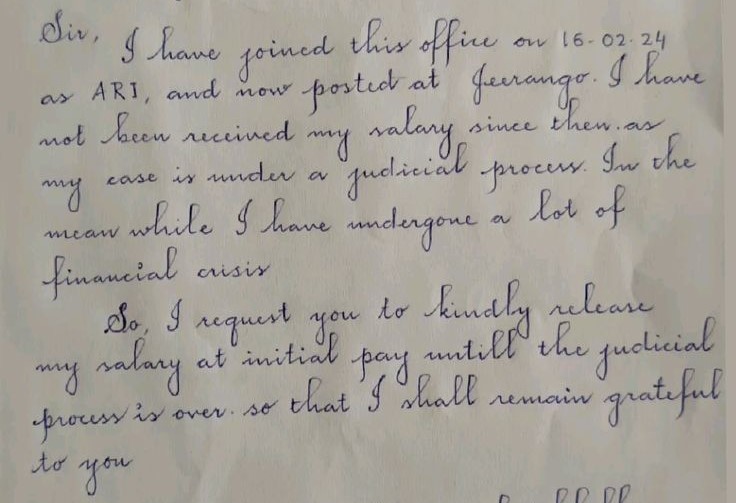 Sir,
I have joined this office on 16-02-24
as ARI, and now posted at Jeerango. I have
not been received my salary since then. as
my case is under a judicial process. In the
mean while I have undergone a lot of
financial crisis
So, I request you to kindly release
my salary at initial pay untill the judicial
process is over. so that I shall remain grateful
to you